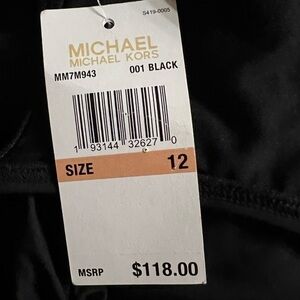 S419-0005
MICHAEL
MICHAEL KORS
MM7M943 001 BLACK
1 93144 32627 0
SIZE 12
MSRP $118.00